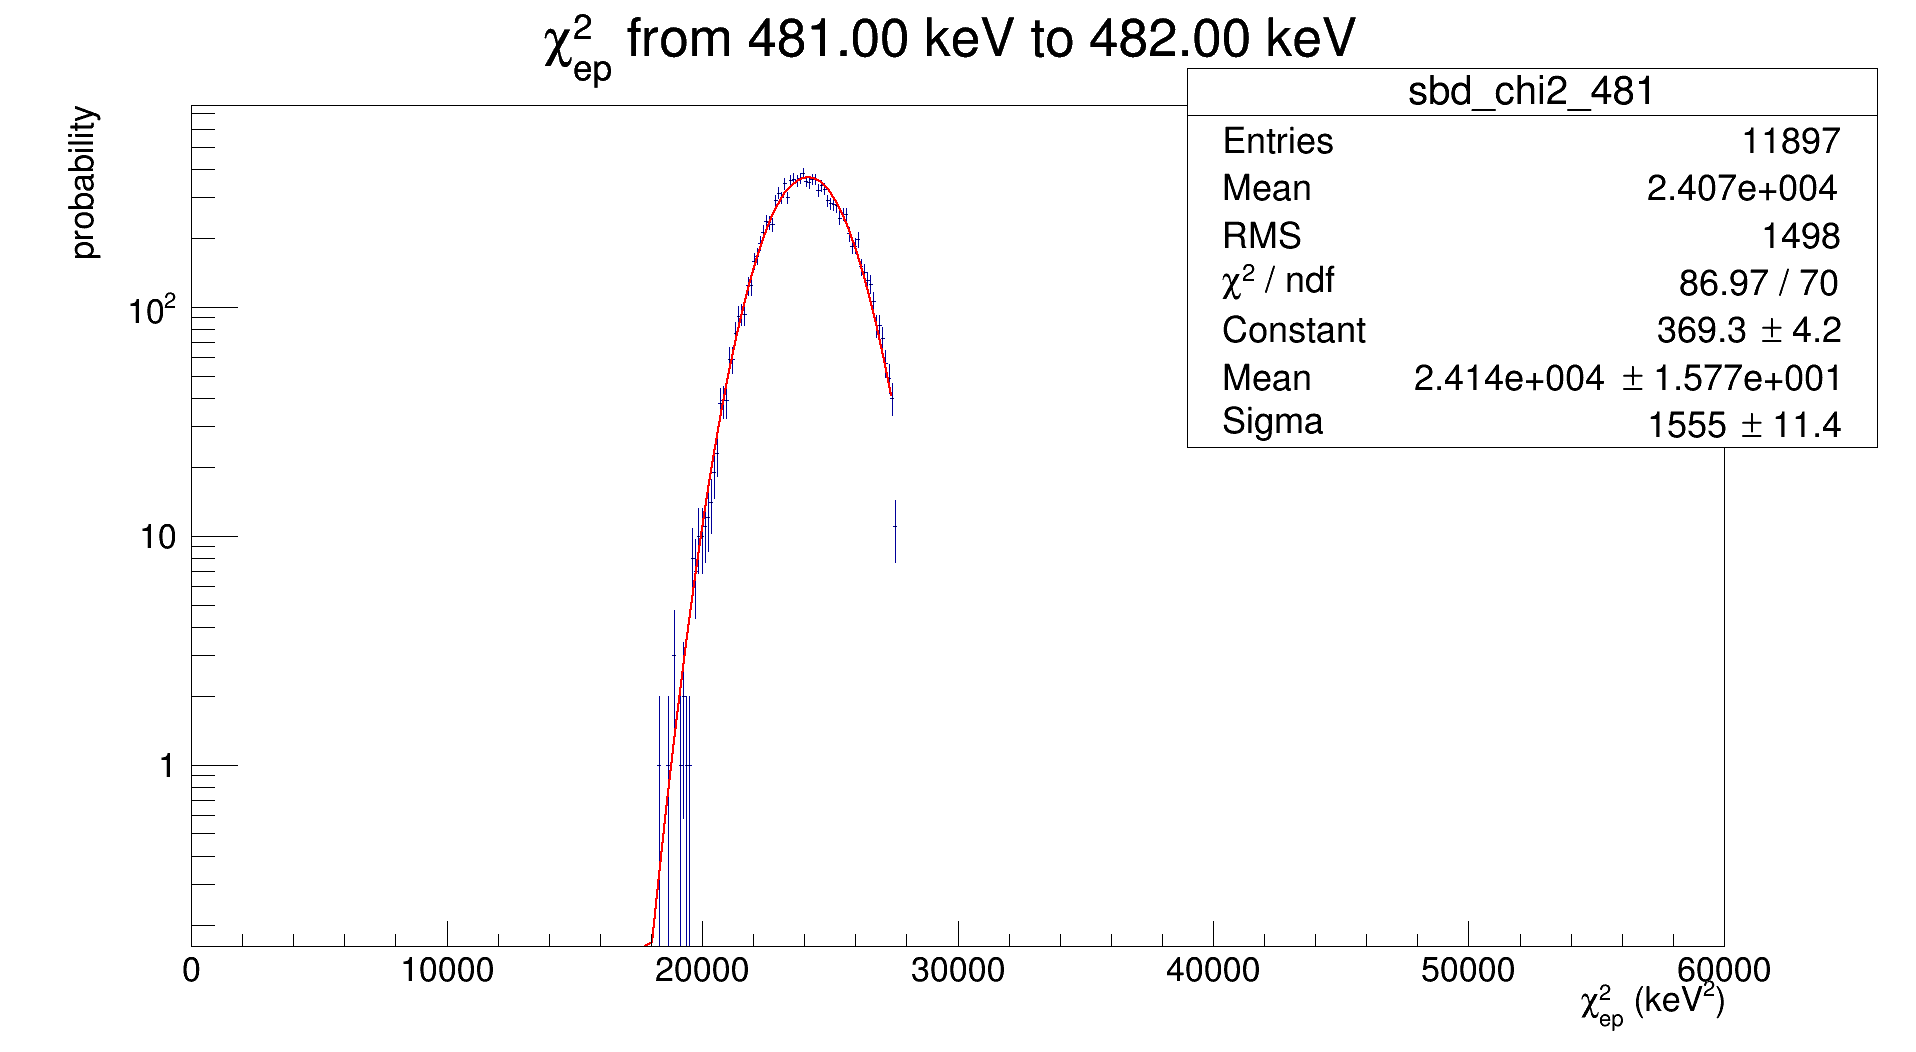 χ²ep from 481.00 keV to 482.00 keV
probability
sbd_chi2_481
Entries 11897
Mean 2.407e+004
RMS 1498
χ² / ndf 86.97 / 70
Constant 369.3 ± 4.2
Mean 2.414e+004 ± 1.577e+001
Sigma 1555 ± 11.4
10²
10
1
0 10000 20000 30000 40000 50000 60000
χ²ep (keV²)